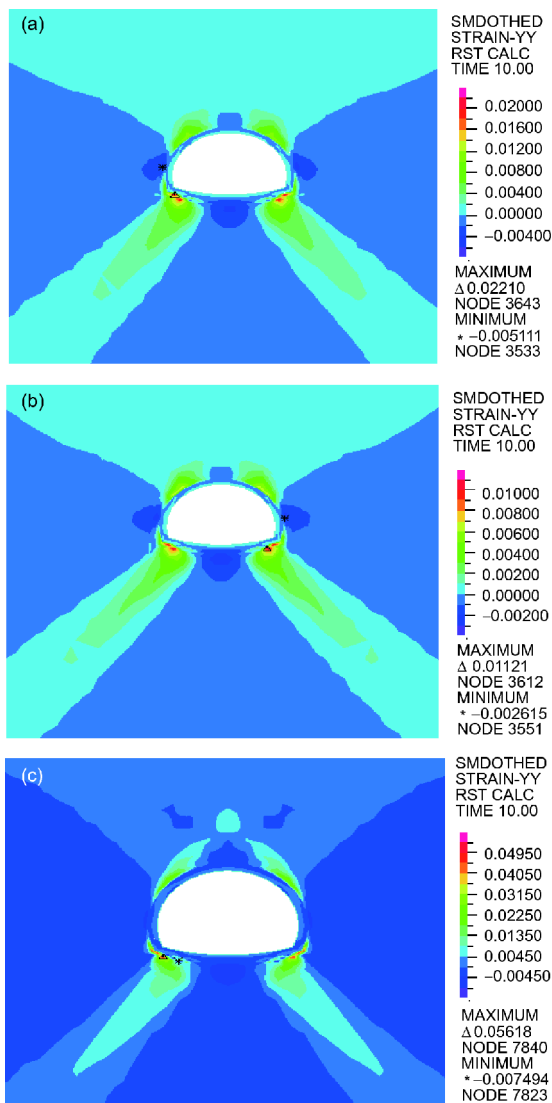 (a)
SMDOTHED
STRAIN-YY
RST CALC
TIME 10.00
0.02000
0.01600
0.01200
0.00800
0.00400
0.00000
−0.00400
MAXIMUM
Δ 0.02210
NODE 3643
MINIMUM
* −0.005111
NODE 3533
(b)
SMDOTHED
STRAIN-YY
RST CALC
TIME 10.00
0.01000
0.00800
0.00600
0.00400
0.00200
0.00000
−0.00200
MAXIMUM
Δ 0.01121
NODE 3612
MINIMUM
* −0.002615
NODE 3551
(c)
SMDOTHED
STRAIN-YY
RST CALC
TIME 10.00
0.04950
0.04050
0.03150
0.02250
0.01350
0.00450
−0.00450
MAXIMUM
Δ 0.05618
NODE 7840
MINIMUM
* −0.007494
NODE 7823